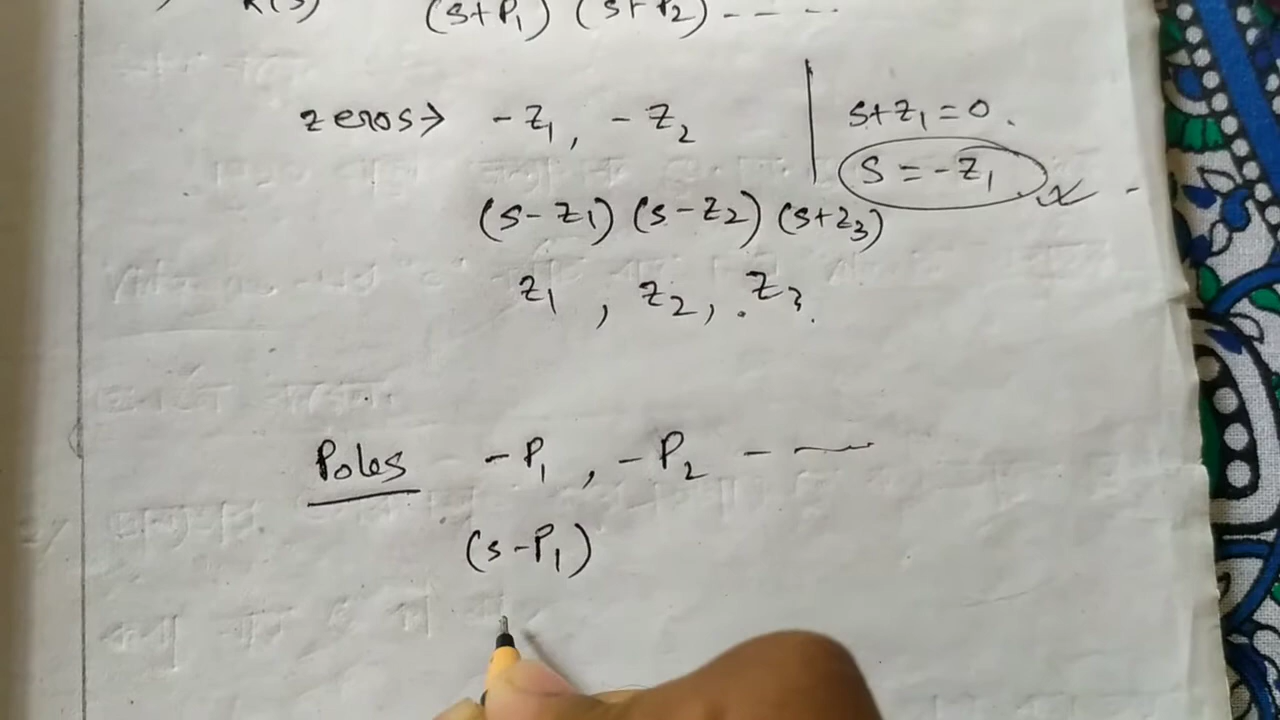 R(s) (s+P₁) (s+P₂) - - - -
zeros→ -z₁, -z₂
s+z₁=0.
s=-z₁
(s-z₁) (s-z₂) (s+z₃)
z₁, z₂, z₃
Poles -P₁, -P₂ - —
(s-P₁)